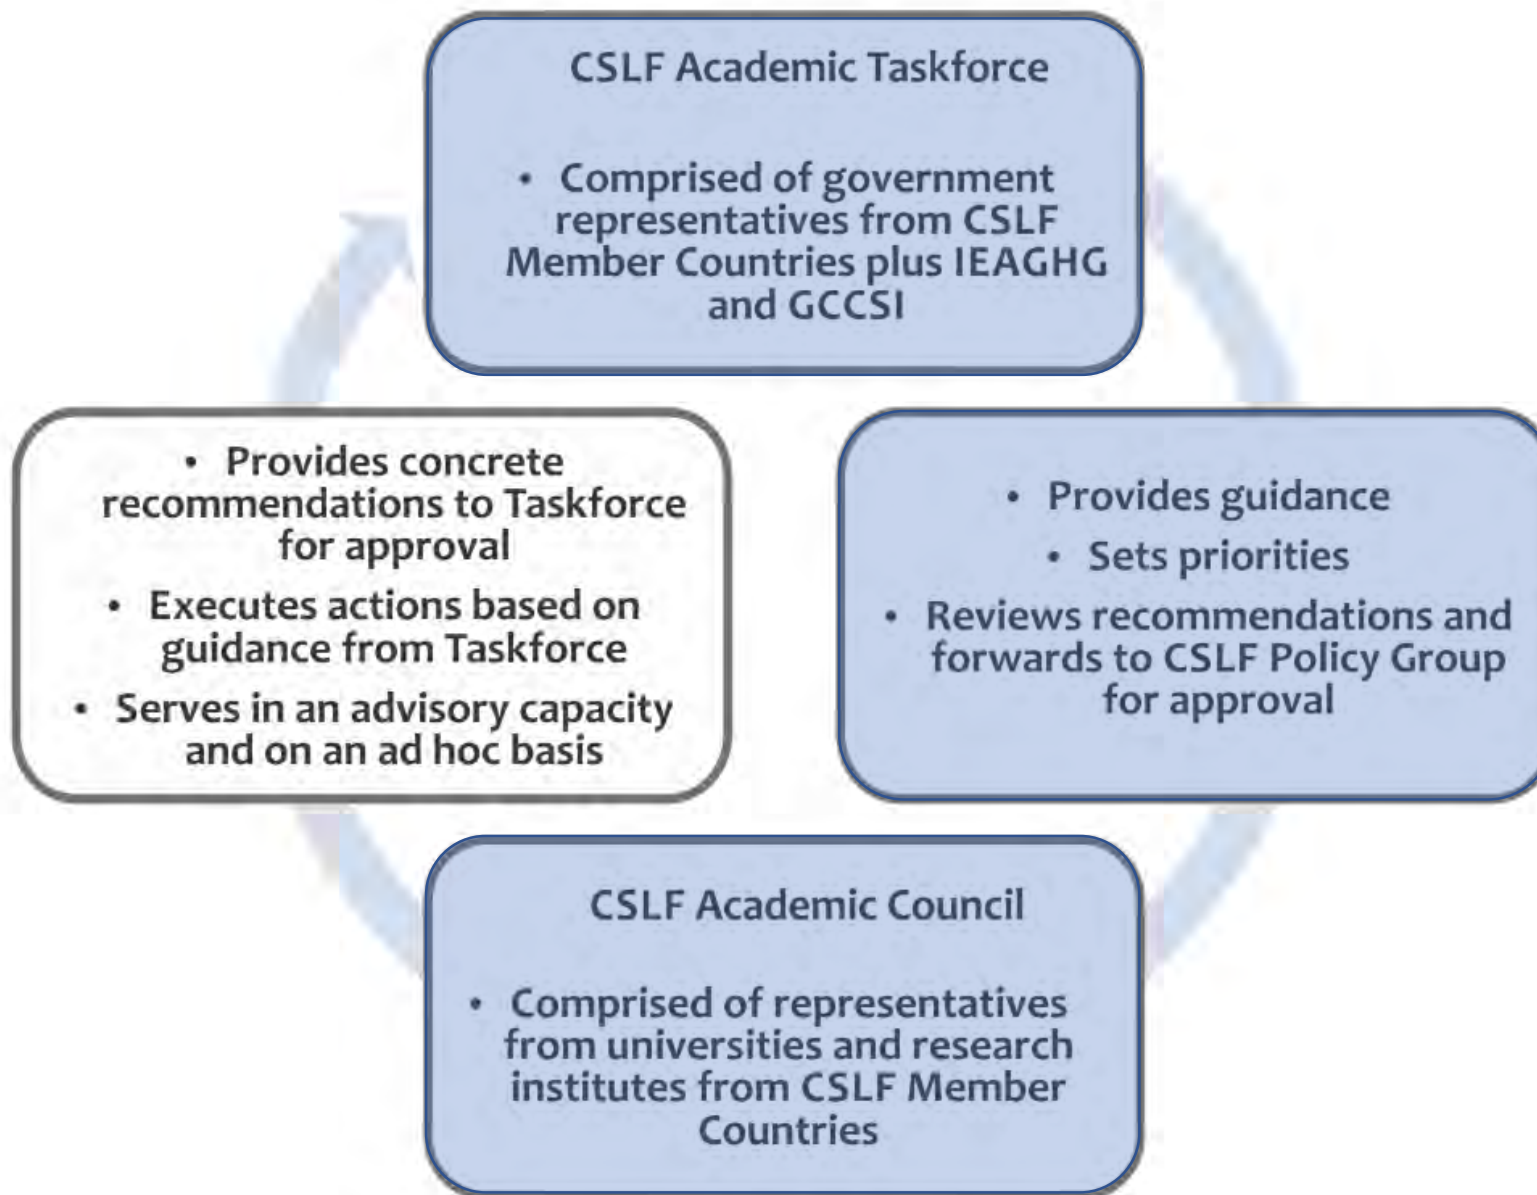 CSLF Academic Taskforce
• Comprised of government
representatives from CSLF
Member Countries plus IEAGHG
and GCCSI
• Provides concrete
recommendations to Taskforce
for approval
• Executes actions based on
guidance from Taskforce
• Serves in an advisory capacity
and on an ad hoc basis
• Provides guidance
• Sets priorities
• Reviews recommendations and
forwards to CSLF Policy Group
for approval
CSLF Academic Council
• Comprised of representatives
from universities and research
institutes from CSLF Member
Countries